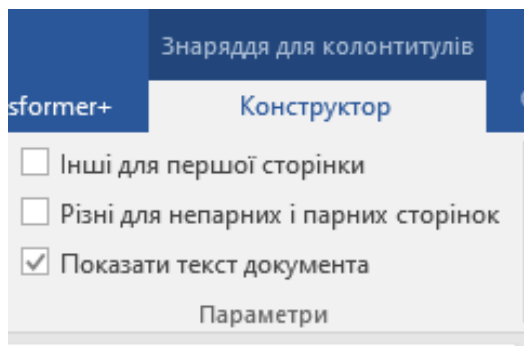 Знаряддя для колонтитулів
sformer+ Конструктор
Інші для першої сторінки
Різні для непарних і парних сторінок
Показати текст документа
Параметри